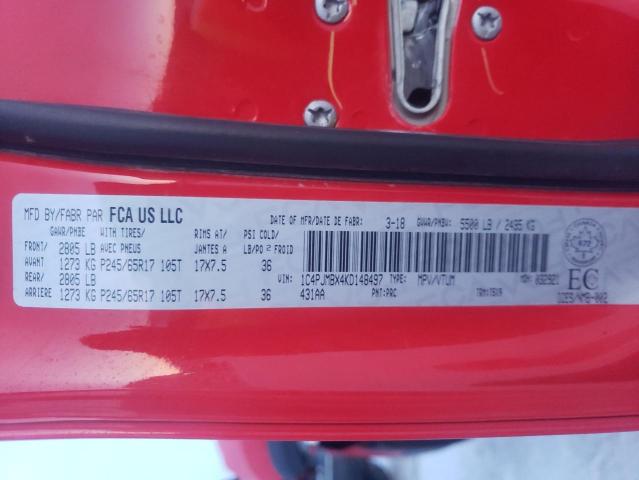 MFD BY/FABR PAR FCA US LLC DATE OF MFR/DATE DE FABR: 3-18 GVWR/PNBV: 5500 LB / 2495 KG
GAWR/PNBE WITH TIRES/ RIMS AT/ PSI COLD/
FRONT/ 2805 LB AVEC PNEUS JANTES A LB/PO 2 FROID
AVANT 1273 KG P245/65R17 105T 17X7.5 36
REAR/ 2805 LB VIN: 1C4PJMBX4KD148497 TYPE: MPV/VTUM MDH: 032921 EC
ARRIERE 1273 KG P245/65R17 105T 17X7.5 36 431AA PNT:PRC